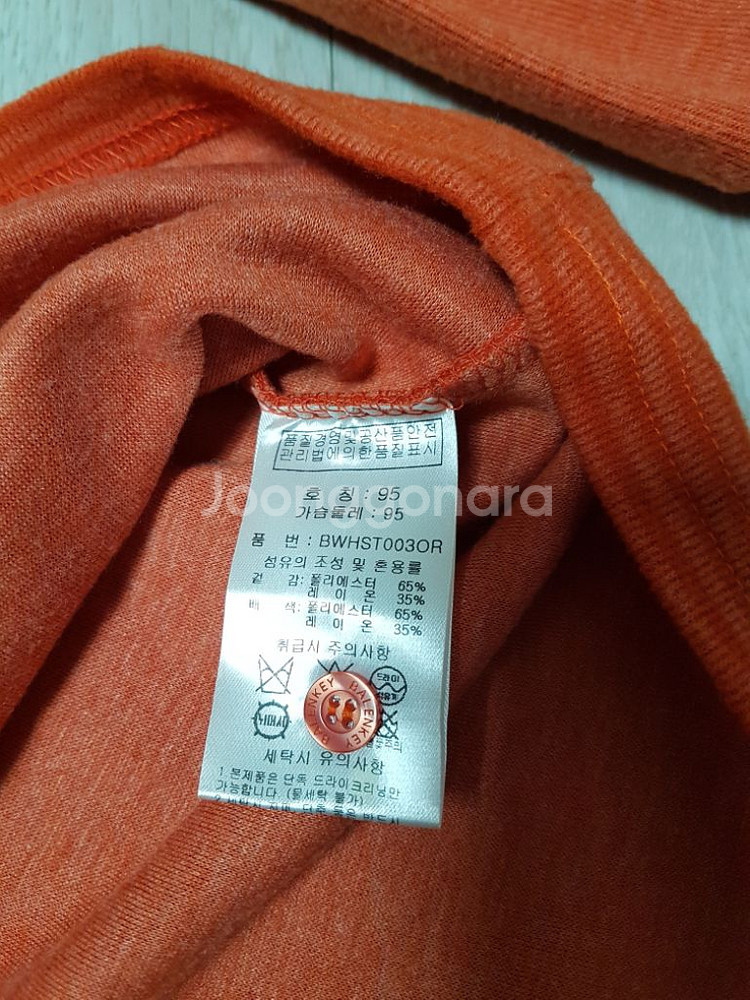 품질경영및공산품안전
관리법에의한품질표시
Joonggonara
호 칭 : 95
가슴둘레 : 95
품 번 : BWHST003OR
섬유의 조성 및 혼용률
겉 감: 폴리에스터 65%
레 이 온 35%
배 색: 폴리에스터 65%
레 이 온 35%
취급시 주의사항
드라이
BALENKEY BALENKEY
세탁시 유의사항
1.본제품은 단독 드라이크리닝만
가능합니다. (물세탁 불가)